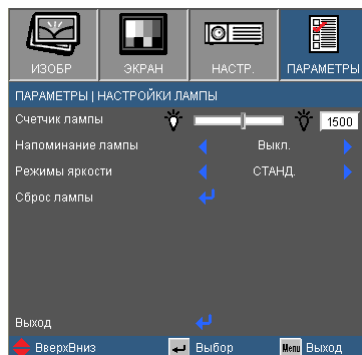 ИЗОБР ЭКРАН НАСТР. ПАРАМЕТРЫ
ПАРАМЕТРЫ | НАСТРОЙКИ ЛАМПЫ
Счетчик лампы 1500
Напоминание лампы Выкл.
Режимы яркости СТАНД.
Сброс лампы
Выход
ВверхВниз Выбор Menu Выход